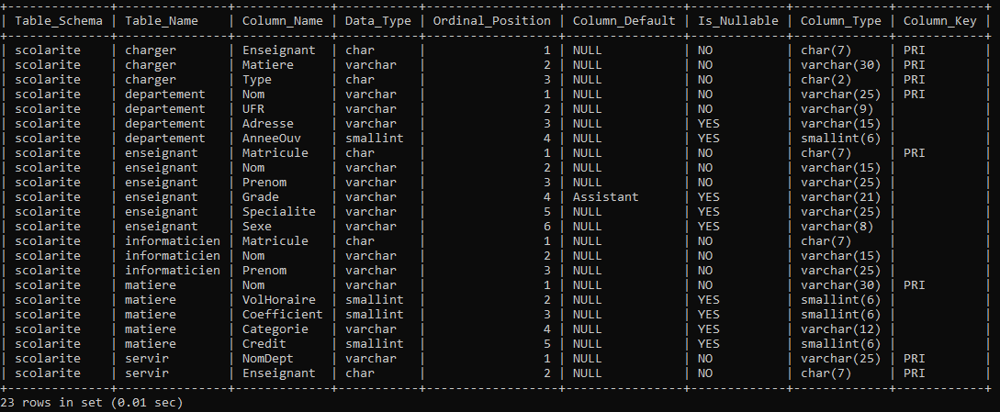 | Table_Schema | Table_Name | Column_Name | Data_Type | Ordinal_Position | Column_Default | Is_Nullable | Column_Type | Column_Key |
| scolarite | charger | Enseignant | char | 1 | NULL | NO | char(7) | PRI |
| scolarite | charger | Matiere | varchar | 2 | NULL | NO | varchar(30) | PRI |
| scolarite | charger | Type | char | 3 | NULL | NO | char(2) | PRI |
| scolarite | departement | Nom | varchar | 1 | NULL | NO | varchar(25) | PRI |
| scolarite | departement | UFR | varchar | 2 | NULL | NO | varchar(9) | |
| scolarite | departement | Adresse | varchar | 3 | NULL | YES | varchar(15) | |
| scolarite | departement | AnneeOuv | smallint | 4 | NULL | YES | smallint(6) | |
| scolarite | enseignant | Matricule | char | 1 | NULL | NO | char(7) | PRI |
| scolarite | enseignant | Nom | varchar | 2 | NULL | NO | varchar(15) | |
| scolarite | enseignant | Prenom | varchar | 3 | NULL | NO | varchar(25) | |
| scolarite | enseignant | Grade | varchar | 4 | Assistant | YES | varchar(21) | |
| scolarite | enseignant | Specialite | varchar | 5 | NULL | YES | varchar(25) | |
| scolarite | enseignant | Sexe | varchar | 6 | NULL | YES | varchar(8) | |
| scolarite | informaticien | Matricule | char | 1 | NULL | NO | char(7) | |
| scolarite | informaticien | Nom | varchar | 2 | NULL | NO | varchar(15) | |
| scolarite | informaticien | Prenom | varchar | 3 | NULL | NO | varchar(25) | |
| scolarite | matiere | Nom | varchar | 1 | NULL | NO | varchar(30) | PRI |
| scolarite | matiere | VolHoraire | smallint | 2 | NULL | YES | smallint(6) | |
| scolarite | matiere | Coefficient | smallint | 3 | NULL | YES | smallint(6) | |
| scolarite | matiere | Categorie | varchar | 4 | NULL | YES | varchar(12) | |
| scolarite | matiere | Credit | smallint | 5 | NULL | YES | smallint(6) | |
| scolarite | servir | NomDept | varchar | 1 | NULL | NO | varchar(25) | PRI |
| scolarite | servir | Enseignant | char | 2 | NULL | NO | char(7) | PRI |
23 rows in set (0.01 sec)